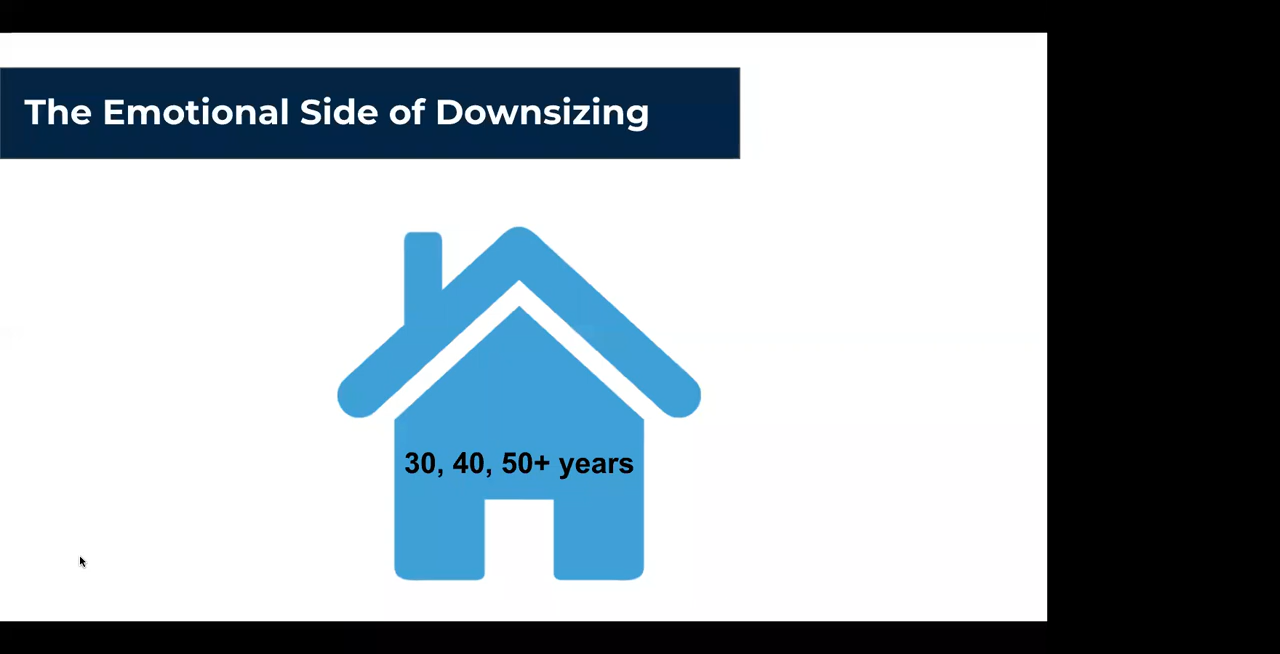 The Emotional Side of Downsizing
30, 40, 50+ years